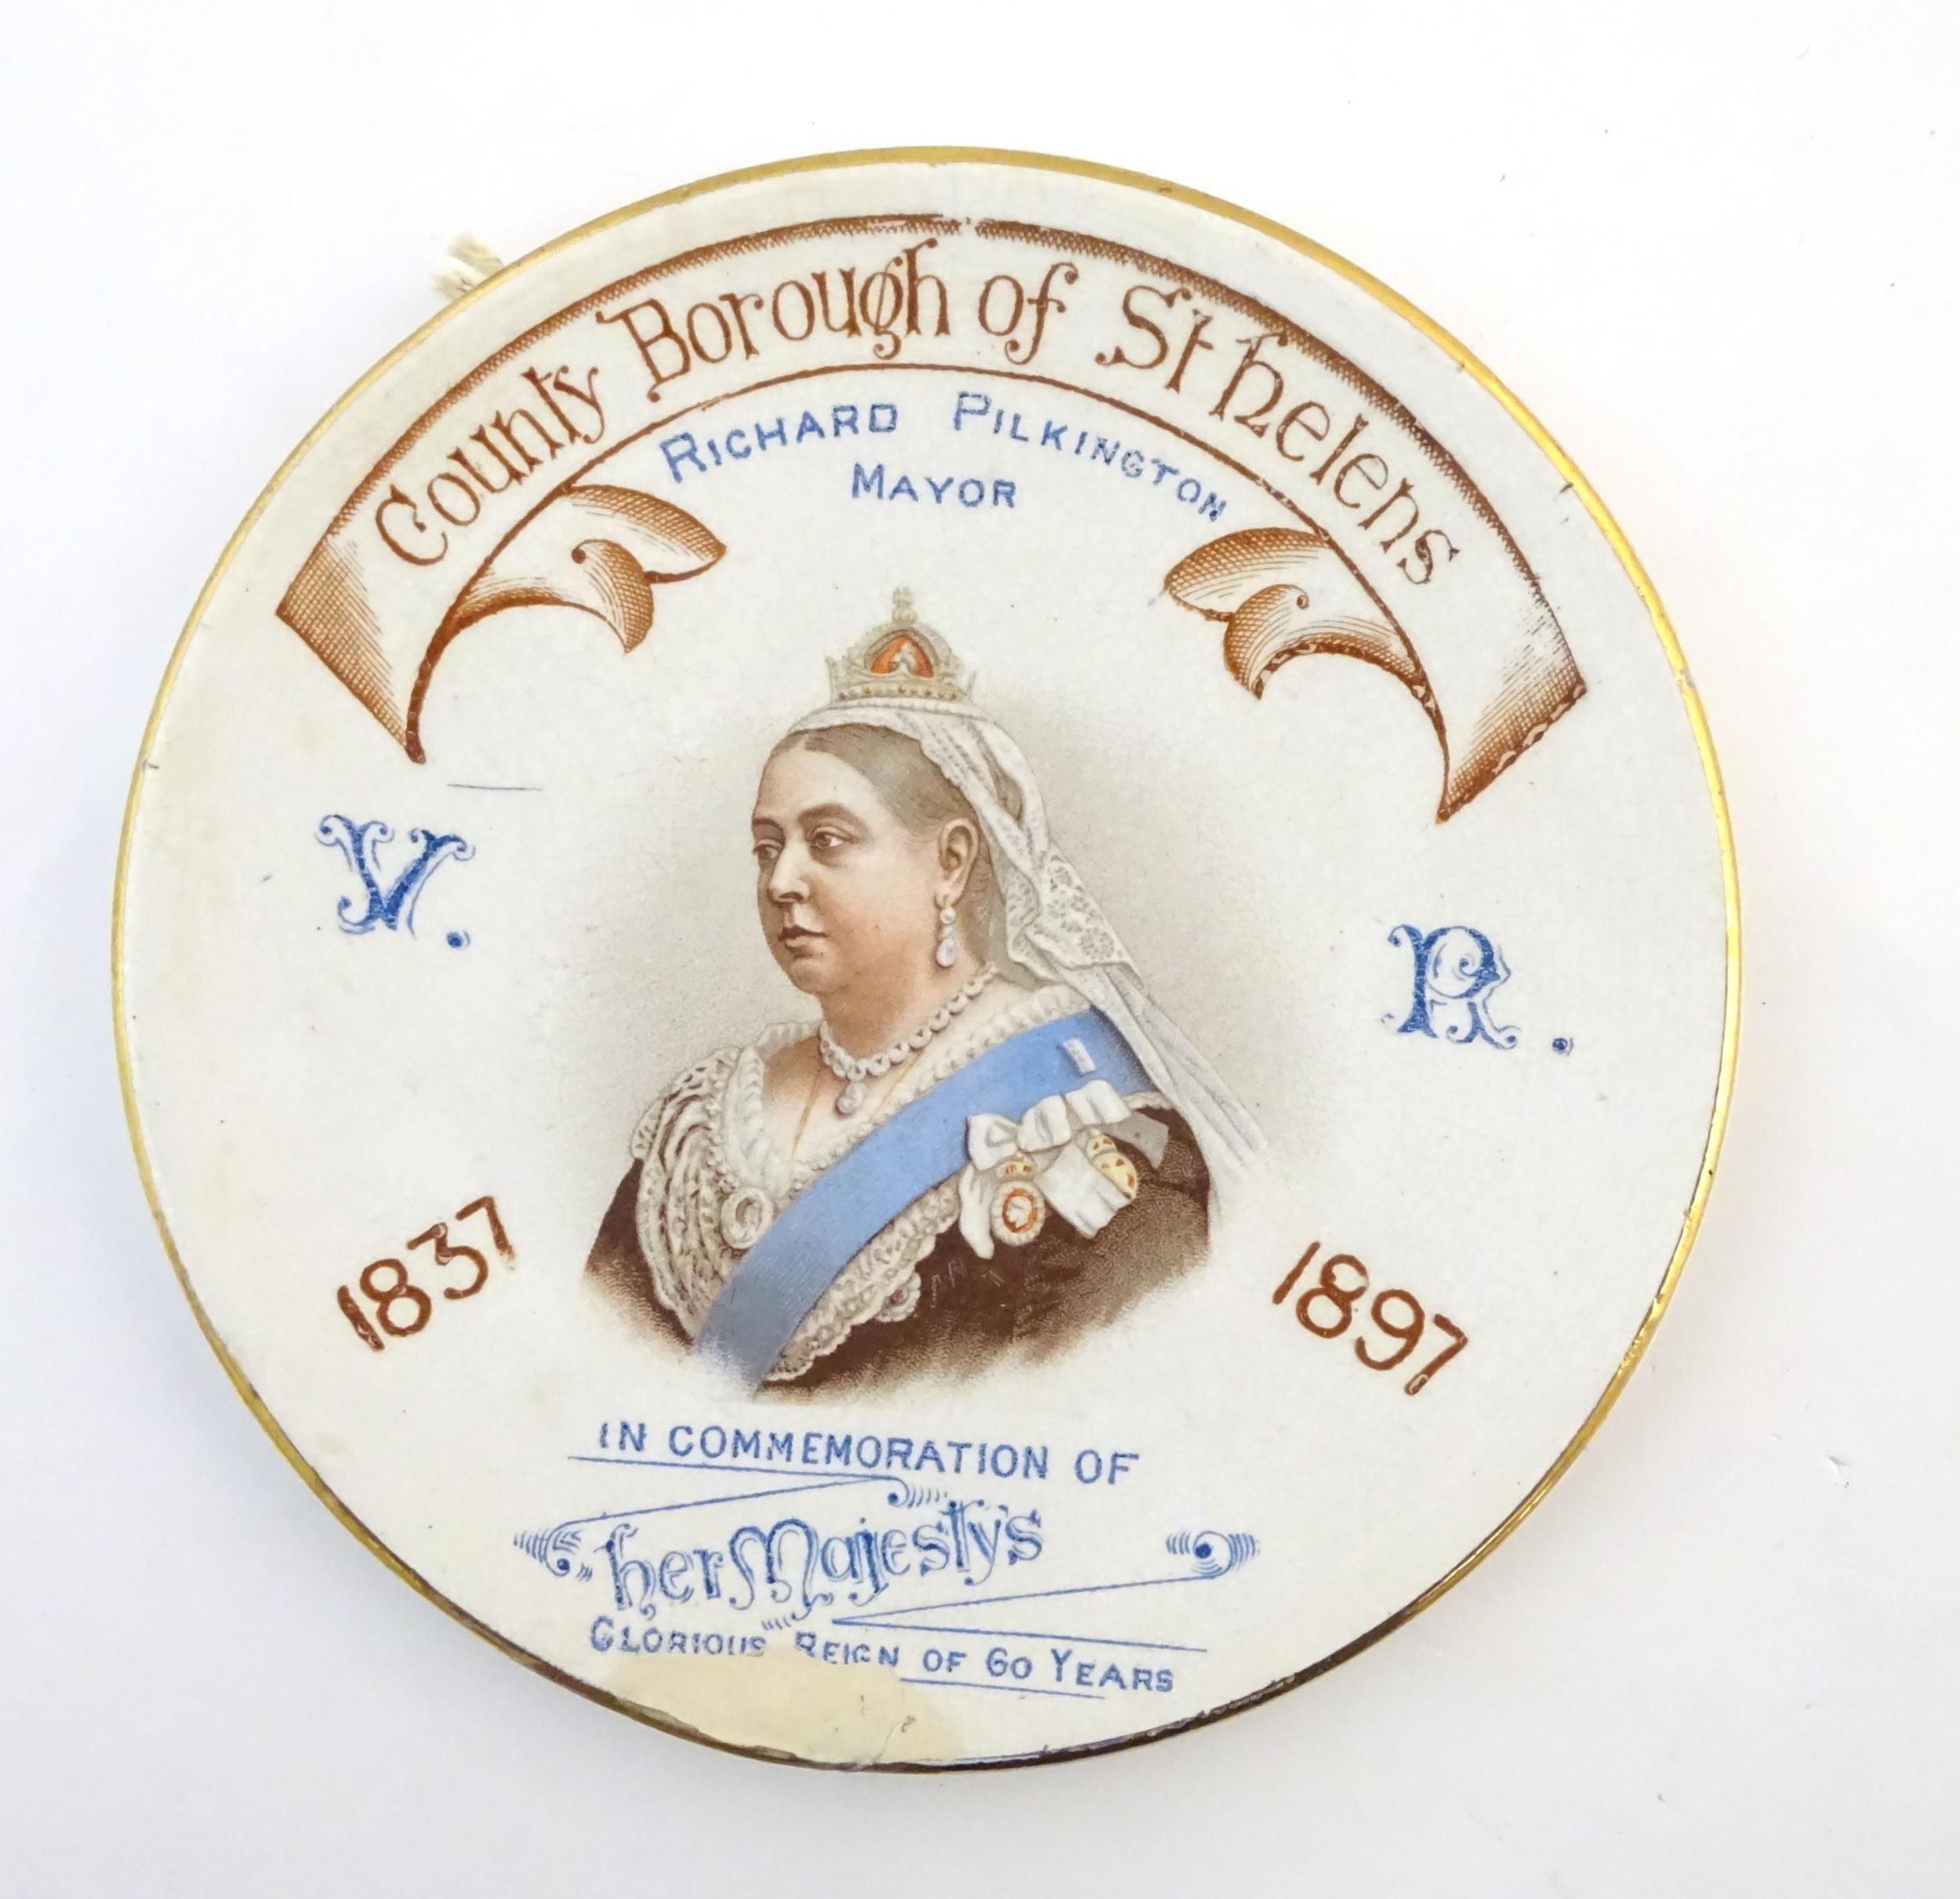 County Borough of St helens
RICHARD PILKINGTON
MAYOR
V. R.
1837 1897
IN COMMEMORATION OF
her Majesty's
GLORIOUS REIGN OF 60 YEARS